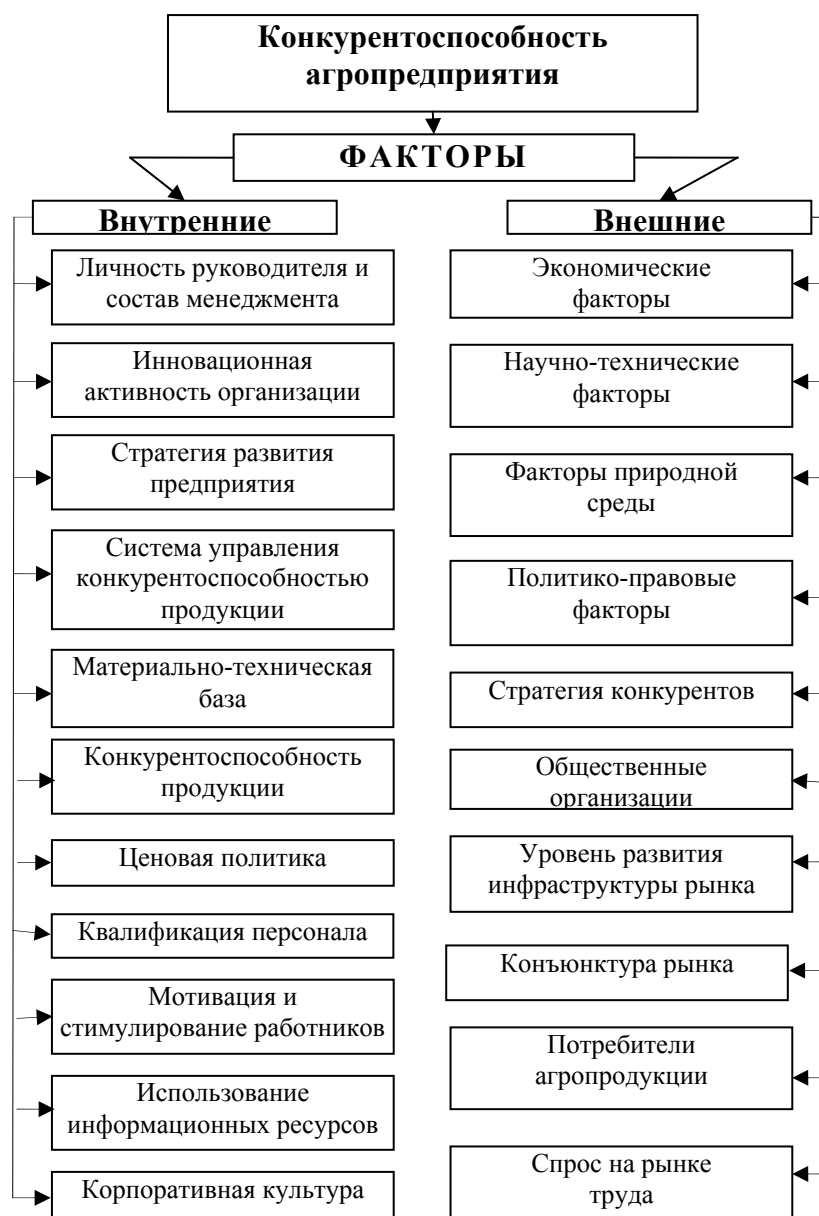 Конкурентоспособность
агропредприятия
ФАКТОРЫ
Внутренние
Личность руководителя и
состав менеджмента
Инновационная
активность организации
Стратегия развития
предприятия
Система управления
конкурентоспособностью
продукции
Материально-техническая
база
Конкурентоспособность
продукции
Ценовая политика
Квалификация персонала
Мотивация и
стимулирование работников
Использование
информационных ресурсов
Корпоративная культура
Внешние
Экономические
факторы
Научно-технические
факторы
Факторы природной
среды
Политико-правовые
факторы
Стратегия конкурентов
Общественные
организации
Уровень развития
инфраструктуры рынка
Конъюнктура рынка
Потребители
агропродукции
Спрос на рынке
труда